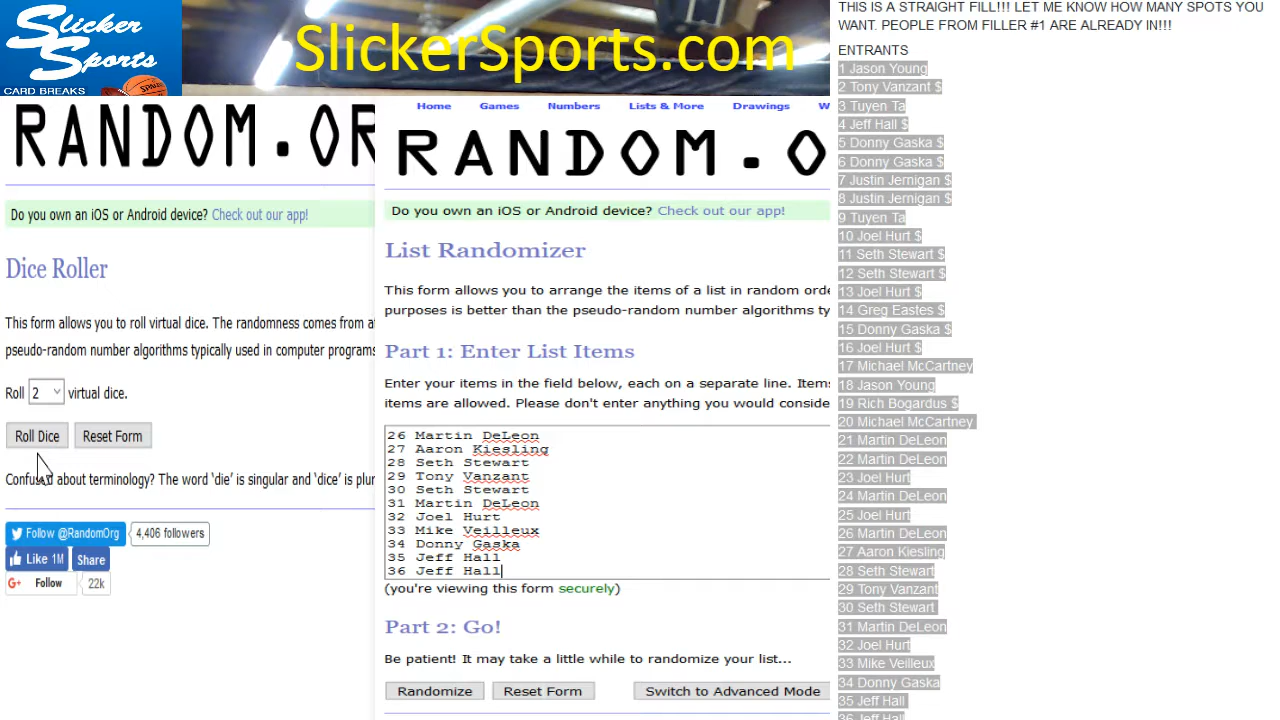 Slicker
Sports
CARD BREAKS
SlickerSports.com
RANDOM.OR
Do you own an iOS or Android device? Check out our app!
Dice Roller
This form allows you to roll virtual dice. The randomness comes from at
pseudo-random number algorithms typically used in computer programs
Roll 2 virtual dice.
Roll Dice Reset Form
Confused about terminology? The word ‘die’ is singular and ‘dice’ is plur
Follow @RandomOrg 4,406 followers
Like 1M Share
Follow 22k
Home Games Numbers Lists & More Drawings W
RANDOM.O
Do you own an iOS or Android device? Check out our app!
List Randomizer
This form allows you to arrange the items of a list in random orde
purposes is better than the pseudo-random number algorithms ty
Part 1: Enter List Items
Enter your items in the field below, each on a separate line. Items
items are allowed. Please don't enter anything you would conside
26 Martin DeLeon
27 Aaron Kiesling
28 Seth Stewart
29 Tony Vanzant
30 Seth Stewart
31 Martin DeLeon
32 Joel Hurt
33 Mike Veilleux
34 Donny Gaska
35 Jeff Hall
36 Jeff Hall
(you're viewing this form securely)
Part 2: Go!
Be patient! It may take a little while to randomize your list...
Randomize Reset Form Switch to Advanced Mode
THIS IS A STRAIGHT FILL!!! LET ME KNOW HOW MANY SPOTS YOU
WANT. PEOPLE FROM FILLER #1 ARE ALREADY IN!!!
ENTRANTS
1 Jason Young
2 Tony Vanzant $
3 Tuyen Ta
4 Jeff Hall $
5 Donny Gaska $
6 Donny Gaska $
7 Justin Jernigan $
8 Justin Jernigan $
9 Tuyen Ta
10 Joel Hurt $
11 Seth Stewart $
12 Seth Stewart $
13 Joel Hurt $
14 Greg Eastes $
15 Donny Gaska $
16 Joel Hurt $
17 Michael McCartney
18 Jason Young
19 Rich Bogardus $
20 Michael McCartney
21 Martin DeLeon
22 Martin DeLeon
23 Joel Hurt
24 Martin DeLeon
25 Joel Hurt
26 Martin DeLeon
27 Aaron Kiesling
28 Seth Stewart
29 Tony Vanzant
30 Seth Stewart
31 Martin DeLeon
32 Joel Hurt
33 Mike Veilleux
34 Donny Gaska
35 Jeff Hall
36 Jeff Hall